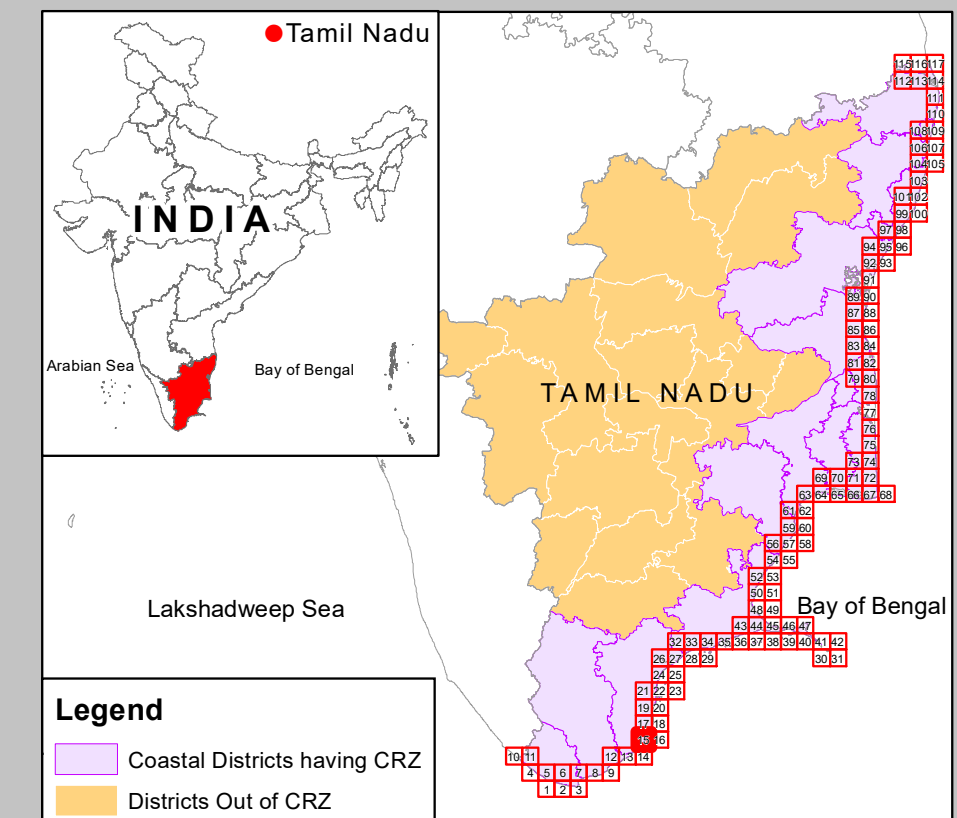 Tamil Nadu
INDIA
Arabian Sea
Bay of Bengal
TAMIL NADU
Lakshadweep Sea
Bay of Bengal
Legend
Coastal Districts having CRZ
Districts Out of CRZ
115 116 117
112 113 114
111
110
108 109
106 107
104 105
103
101 102
99 100
97 98
94 95 96
92 93
91
89 90
87 88
85 86
83 84
81 82
79 80
78
77
76
75
73 74
69 70 71 72
63 64 65 66 67 68
61 62
59 60
56 57 58
54 55
52 53
50 51
48 49
43 44 45 46 47
32 33 34 35 36 37 38 39 40 41 42
26 27 28 29 30 31
24 25
21 22 23
19 20
17 18
15 16
10 11 12 13 14
4 5 6 7 8 9
1 2 3